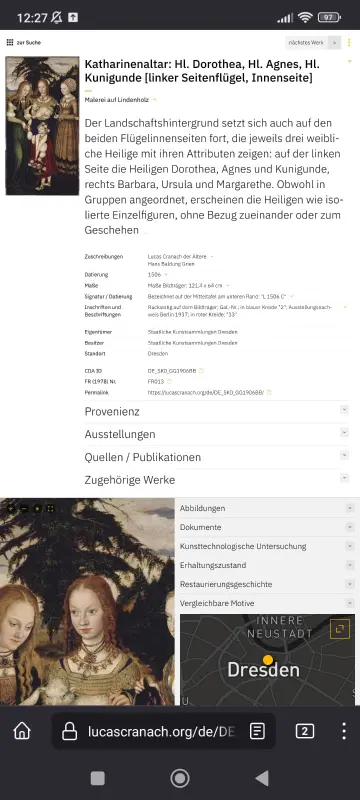 12:27
97
zur Suche
nächstes Werk
Katharinenaltar: Hl. Dorothea, Hl. Agnes, Hl.
Kunigunde [linker Seitenflügel, Innenseite]
Malerei auf Lindenholz
Der Landschaftshintergrund setzt sich auch auf den
beiden Flügelinnenseiten fort, die jeweils drei weibli-
che Heilige mit ihren Attributen zeigen: auf der linken
Seite die Heiligen Dorothea, Agnes und Kunigunde,
rechts Barbara, Ursula und Margarethe. Obwohl in
Gruppen angeordnet, erscheinen die Heiligen wie iso-
lierte Einzelfiguren, ohne Bezug zueinander oder zum
Geschehen
Zuschreibungen Lucas Cranach der Ältere
Hans Baldung Grien
Datierung 1506
Maße Maße Bildträger: 121,4 x 64 cm
Signatur / Datierung Bezeichnet auf der Mitteltafel am unteren Rand: "L 1506 C"
Inschriften und Beschriftungen Rückseitig auf dem Bildträger: Gal.-Nr.; in blauer Kreide "2"; Ausstellungsnach-
weis Berlin 1937; in roter Kreide: "33"
Eigentümer Staatliche Kunstsammlungen Dresden
Besitzer Staatliche Kunstsammlungen Dresden
Standort Dresden
CDA ID DE_SKD_GG1906BB
FR (1978) Nr. FR013
Permalink https://lucascranach.org/de/DE_SKD_GG1906BB/
Provenienz
Ausstellungen
Quellen / Publikationen
Zugehörige Werke
Abbildungen
Dokumente
Kunsttechnologische Untersuchung
Erhaltungszustand
Restaurierungsgeschichte
Vergleichbare Motive
INNERE
NEUSTADT
Dresden
lucascranach.org/de/DE
2